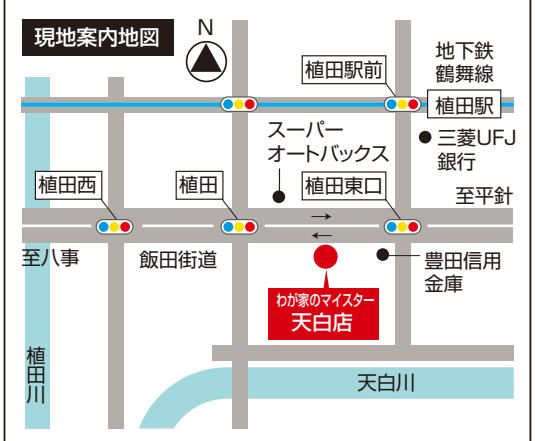 現地案内地図
N
地下鉄
鶴舞線
植田駅前
植田駅
スーパー
オートバックス
三菱UFJ
銀行
植田西
植田
植田東口
至平針
→
←
至八事
飯田街道
豊田信用
金庫
わが家のマイスター
天白店
植田川
天白川